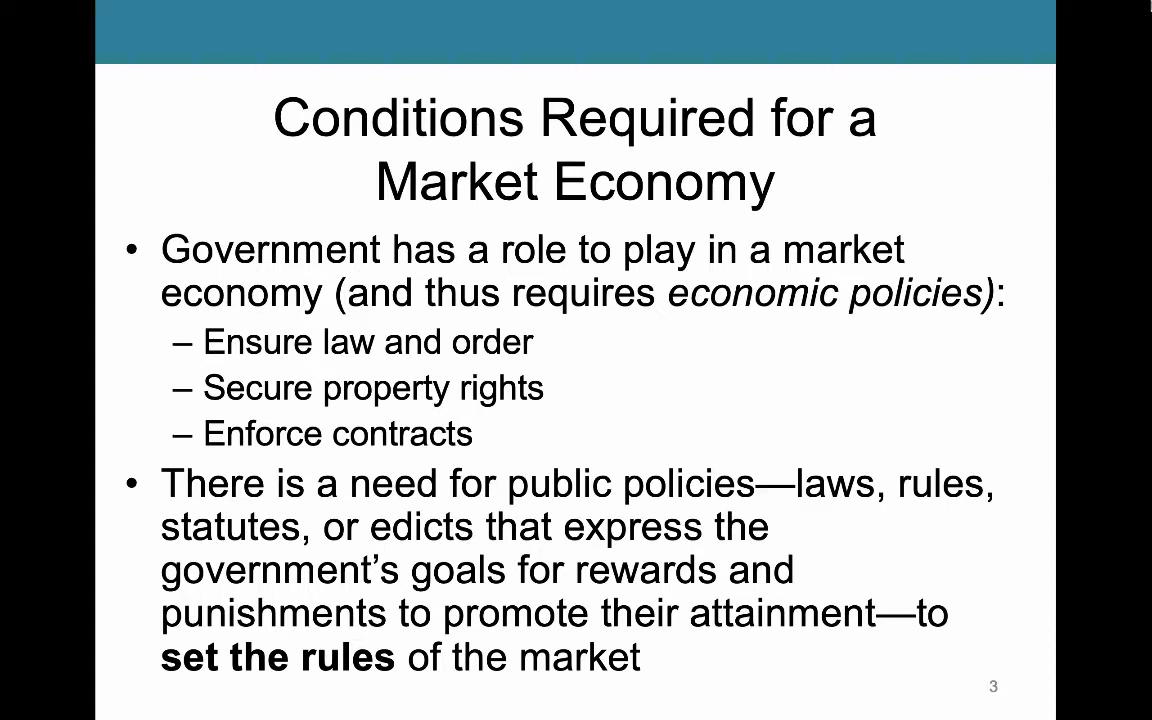 Conditions Required for a
Market Economy
• Government has a role to play in a market
economy (and thus requires economic policies):
– Ensure law and order
– Secure property rights
– Enforce contracts
• There is a need for public policies—laws, rules,
statutes, or edicts that express the
government’s goals for rewards and
punishments to promote their attainment—to
set the rules of the market
3